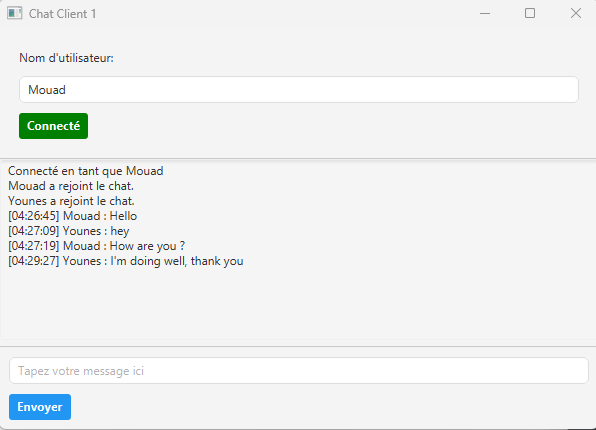 Chat Client 1
Nom d'utilisateur:
Mouad
Connecté
Connecté en tant que Mouad
Mouad a rejoint le chat.
Younes a rejoint le chat.
[04:26:45] Mouad : Hello
[04:27:09] Younes : hey
[04:27:19] Mouad : How are you ?
[04:29:27] Younes : I'm doing well, thank you
Tapez votre message ici
Envoyer